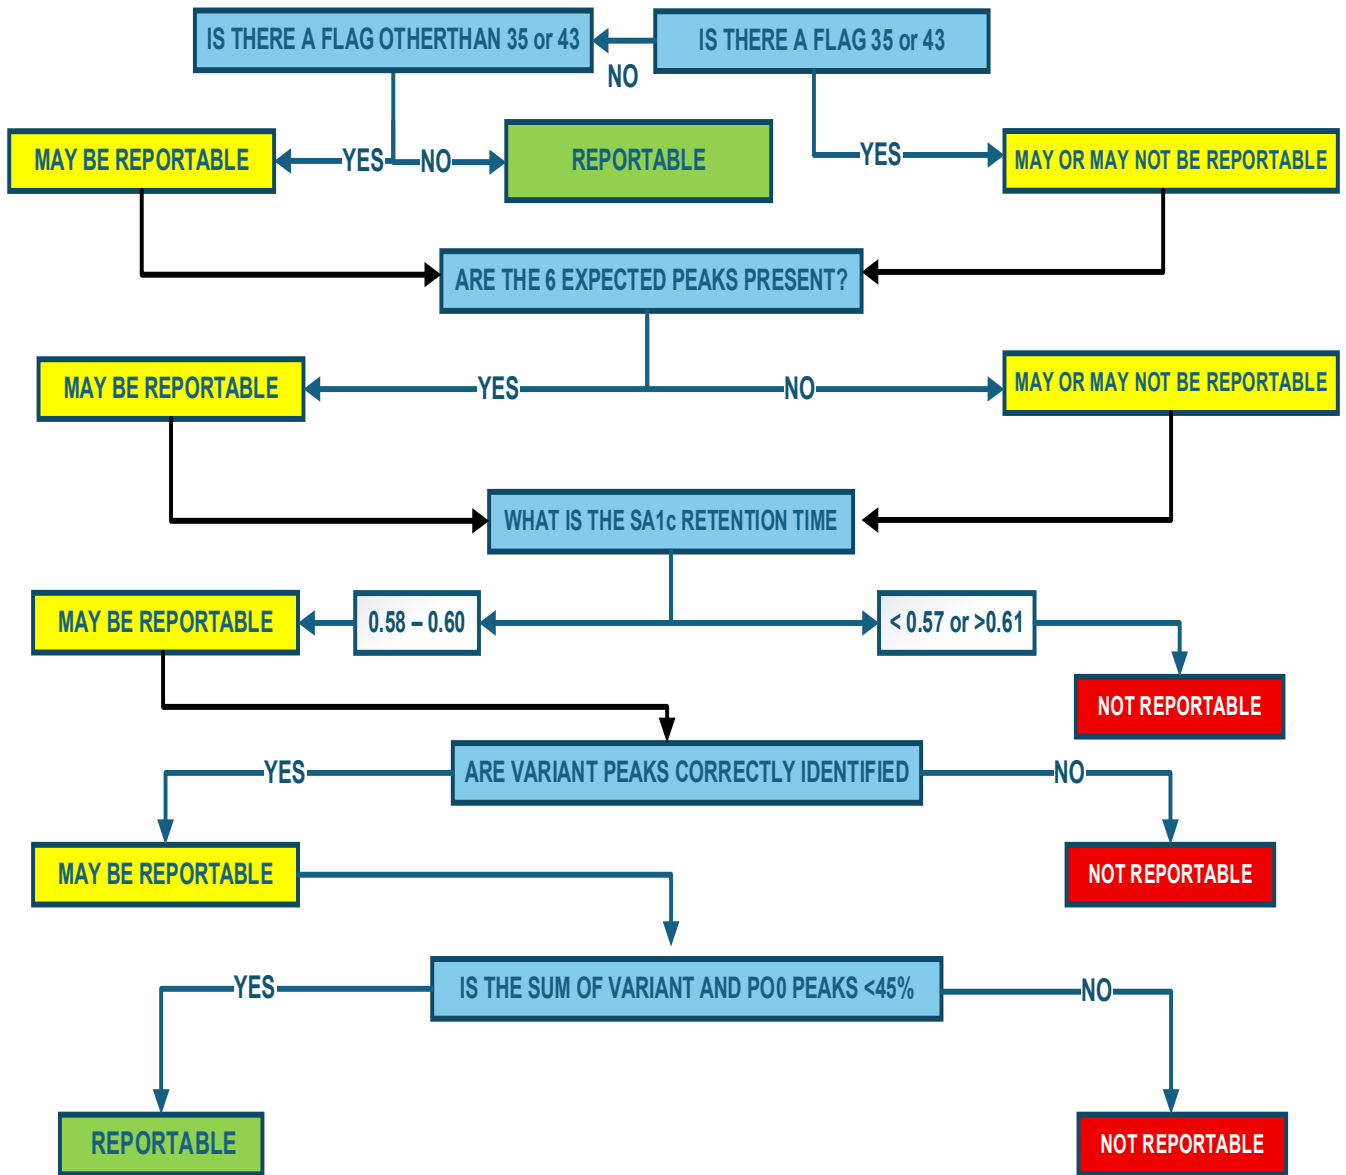 IS THERE A FLAG OTHERTHAN 35 or 43
IS THERE A FLAG 35 or 43
NO
MAY BE REPORTABLE
YES
NO
REPORTABLE
YES
MAY OR MAY NOT BE REPORTABLE
ARE THE 6 EXPECTED PEAKS PRESENT?
MAY BE REPORTABLE
YES
NO
MAY OR MAY NOT BE REPORTABLE
WHAT IS THE SA1c RETENTION TIME
MAY BE REPORTABLE
0.58 – 0.60
< 0.57 or >0.61
NOT REPORTABLE
YES
ARE VARIANT PEAKS CORRECTLY IDENTIFIED
NO
MAY BE REPORTABLE
NOT REPORTABLE
YES
IS THE SUM OF VARIANT AND PO0 PEAKS <45%
NO
REPORTABLE
NOT REPORTABLE